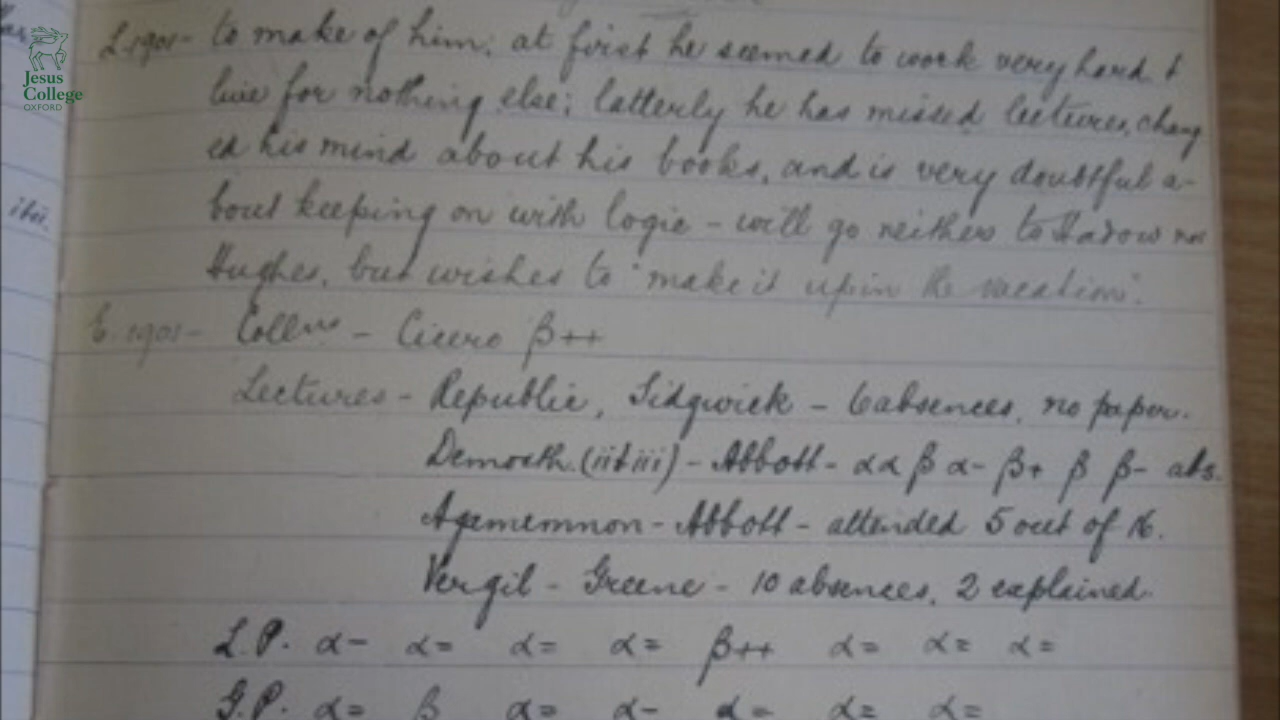 Jesus
College
OXFORD
L. 1901 - to make of him. at first he seemed to work very hard &
live for nothing else; latterly he has missed lectures, chang
ed his mind about his books, and is very doubtful a-
bout keeping on with logic - will go neither to Hadow nor
Hughes, but wishes to "make it up in the vacation".
E. 1901 - Collns - Cicero β++
Lectures - Republic, Sidgwick - 6 absences, no paper.
Demosth. (ii & iii) - Abbott - α α β α- β+ β β- abs.
Agamemnon - Abbott - attended 5 out of 16.
Vergil - Greene - 10 absences, 2 explained.
L.P. α- α= α= α= β++ α= α= α=
G.P. α= β α= α- α- α= α=
ibii.